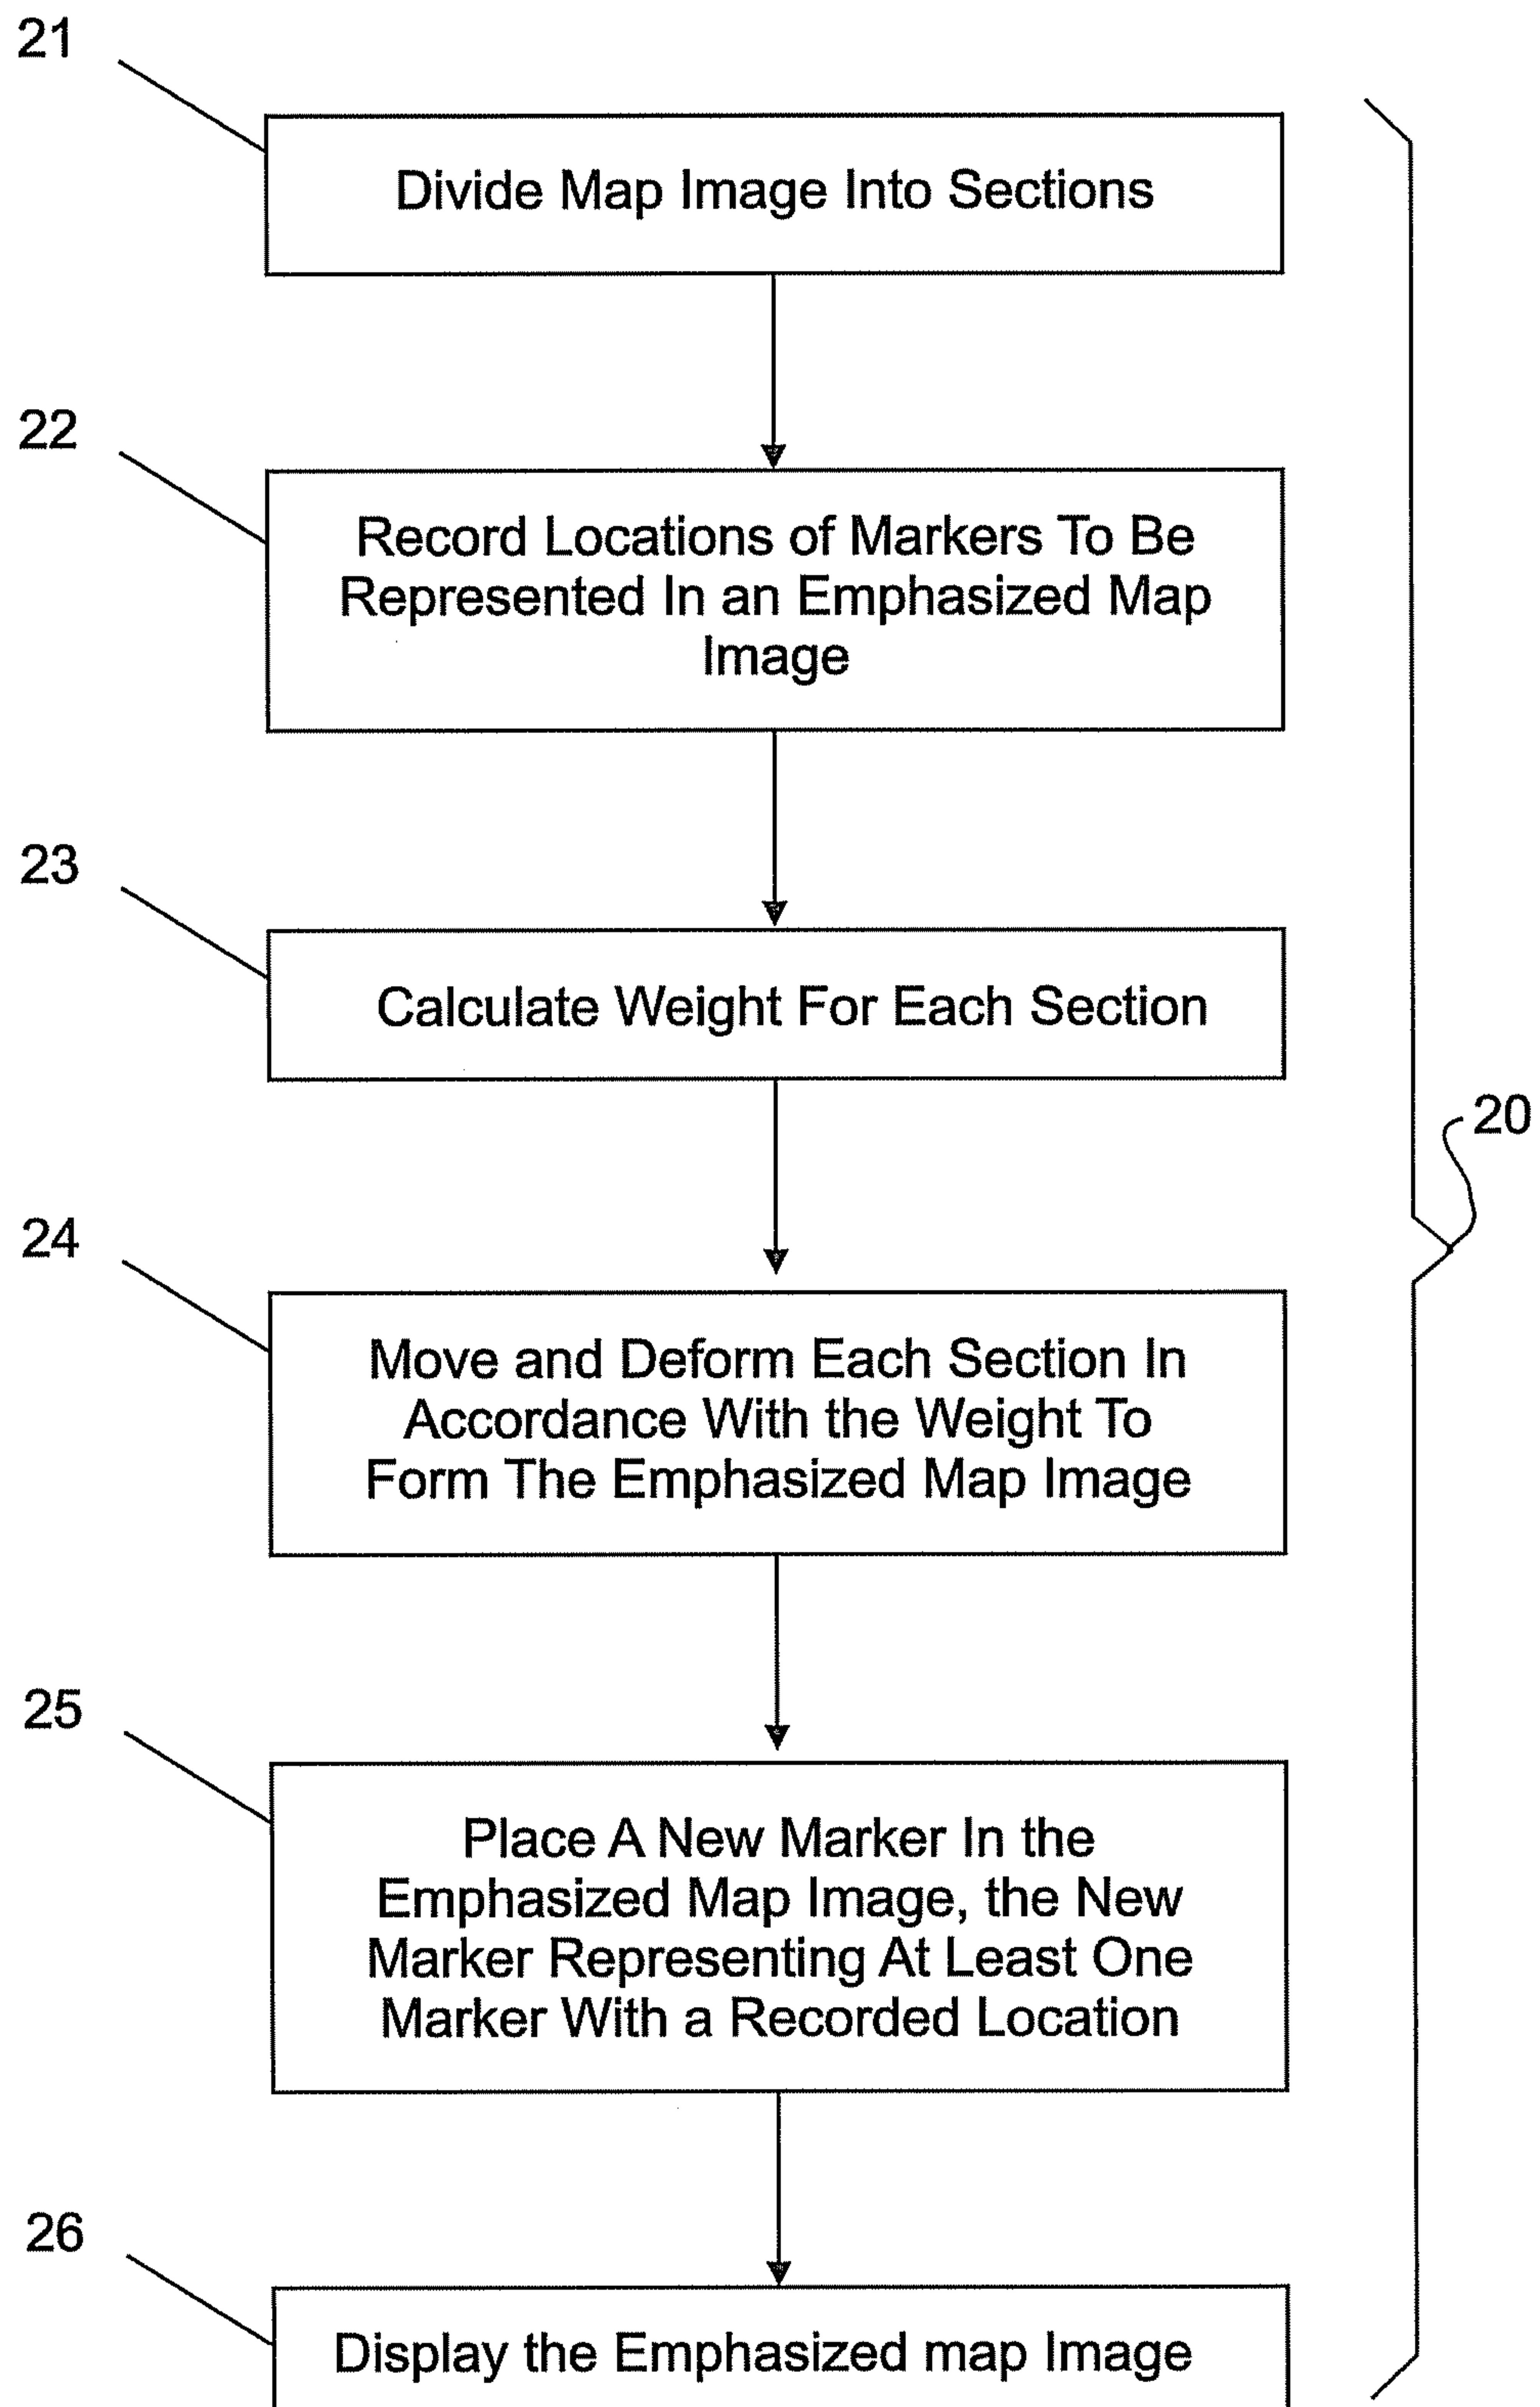 21
Divide Map Image Into Sections
22
Record Locations of Markers To Be
Represented In an Emphasized Map
Image
23
Calculate Weight For Each Section
20
24
Move and Deform Each Section In
Accordance With the Weight To
Form The Emphasized Map Image
25
Place A New Marker In the
Emphasized Map Image, the New
Marker Representing At Least One
Marker With a Recorded Location
26
Display the Emphasized map Image